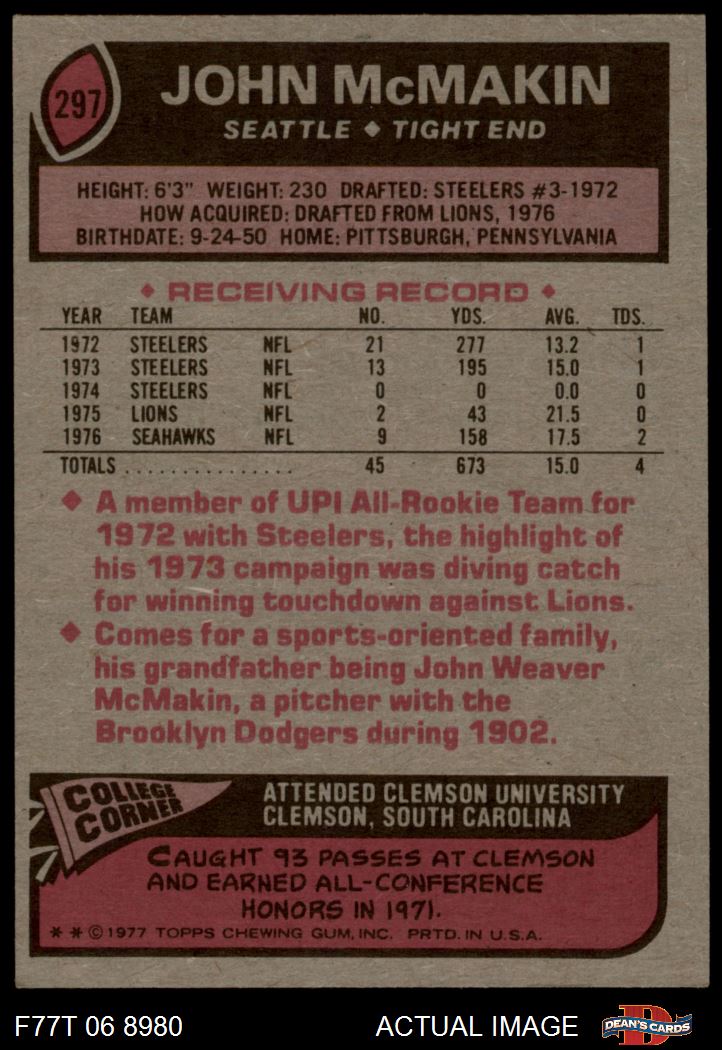 297
JOHN McMAKIN
SEATTLE ◆ TIGHT END
HEIGHT: 6'3" WEIGHT: 230 DRAFTED: STEELERS #3-1972
HOW ACQUIRED: DRAFTED FROM LIONS, 1976
BIRTHDATE: 9-24-50 HOME: PITTSBURGH, PENNSYLVANIA
◆ RECEIVING RECORD ◆
YEAR TEAM NO. YDS. AVG. TDS.
1972 STEELERS NFL 21 277 13.2 1
1973 STEELERS NFL 13 195 15.0 1
1974 STEELERS NFL 0 0 0.0 0
1975 LIONS NFL 2 43 21.5 0
1976 SEAHAWKS NFL 9 158 17.5 2
TOTALS . . . . . . . . . . . . . . . 45 673 15.0 4
◆ A member of UPI All-Rookie Team for
1972 with Steelers, the highlight of
his 1973 campaign was diving catch
for winning touchdown against Lions.
◆ Comes for a sports-oriented family,
his grandfather being John Weaver
McMakin, a pitcher with the
Brooklyn Dodgers during 1902.
COLLEGE
CORNER
ATTENDED CLEMSON UNIVERSITY
CLEMSON, SOUTH CAROLINA
CAUGHT 93 PASSES AT CLEMSON
AND EARNED ALL-CONFERENCE
HONORS IN 1971.
* * © 1977 TOPPS CHEWING GUM, INC. PRTD. IN U.S.A.
F77T 06 8980 ACTUAL IMAGE
D
DEAN'S CARDS